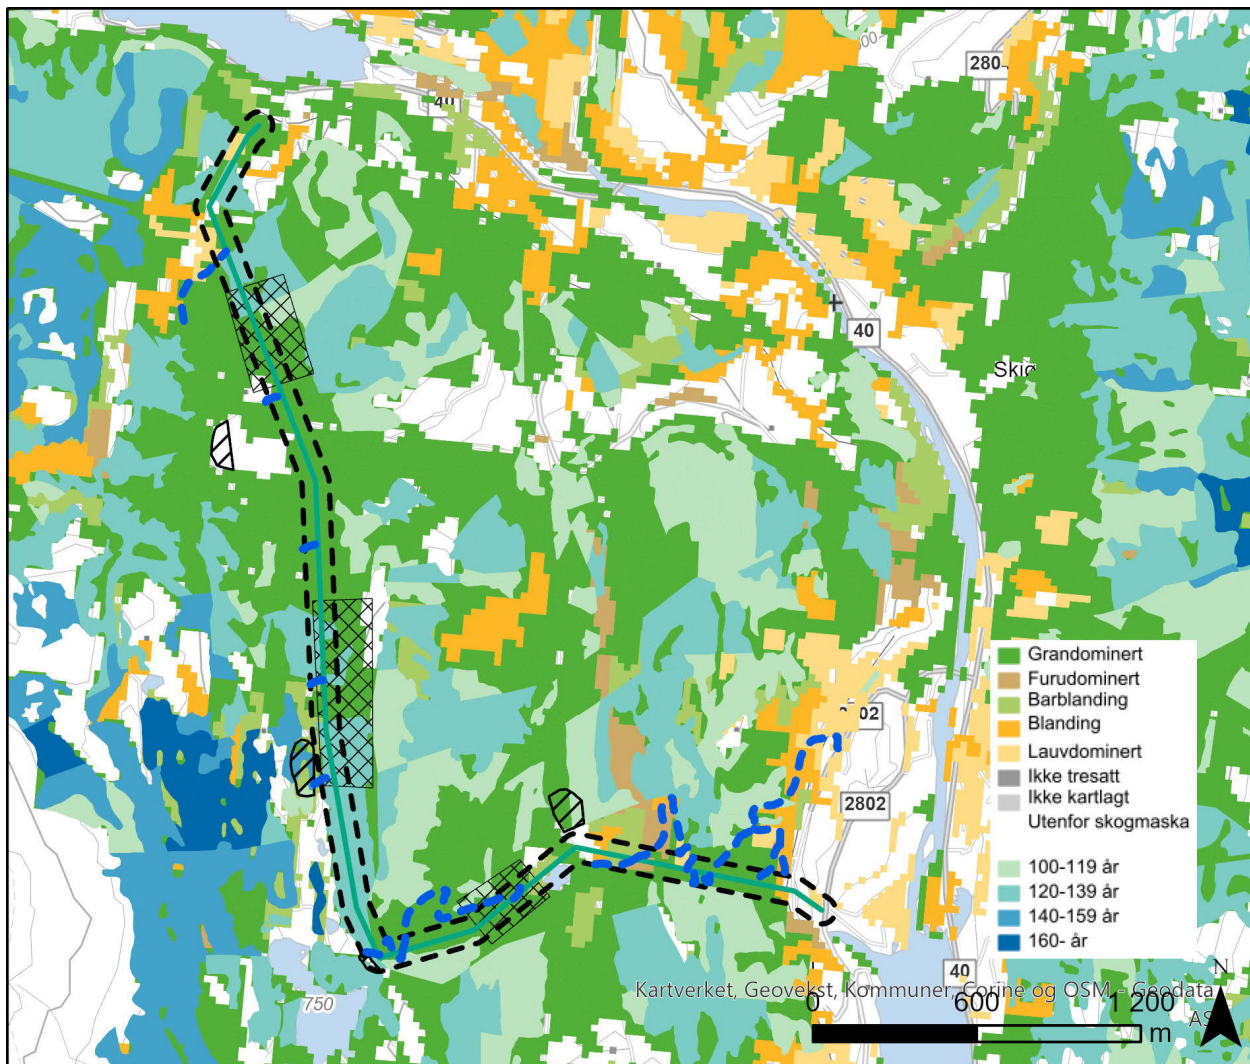 40
00
280
40
Skig
2802
2802
Grandominert
Furudominert
Barblanding
Blanding
Lauvdominert
Ikke tresatt
Ikke kartlagt
Utenfor skogmaska
100-119 år
120-139 år
140-159 år
160- år
40
750
N
Kartverket, Geovekst, Kommuner, Corine og OSM - Geodata
AS
0 600 1 200
m